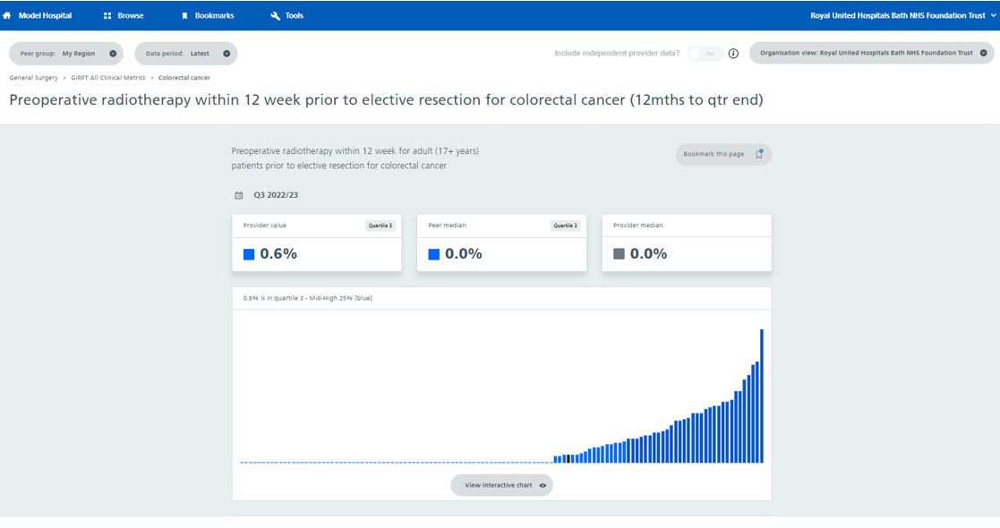 Model Hospital Browse Bookmarks Tools Royal United Hospitals Bath NHS Foundation Trust
Peer group: My Region Data period: Latest Include independent provider data? No Organisation view: Royal United Hospitals Bath NHS Foundation Trust
General Surgery > GIRFT All Clinical Metrics > Colorectal cancer
Preoperative radiotherapy within 12 week prior to elective resection for colorectal cancer (12mths to qtr end)
Preoperative radiotherapy within 12 week for adult (17+ years)
patients prior to elective resection for colorectal cancer
Bookmark this page
Q3 2022/23
Provider value Quartile 3 Peer median Quartile 3 Provider median
0.6% 0.0% 0.0%
0.6% is in quartile 3 - Mid-High 25% [blue]
View interactive chart